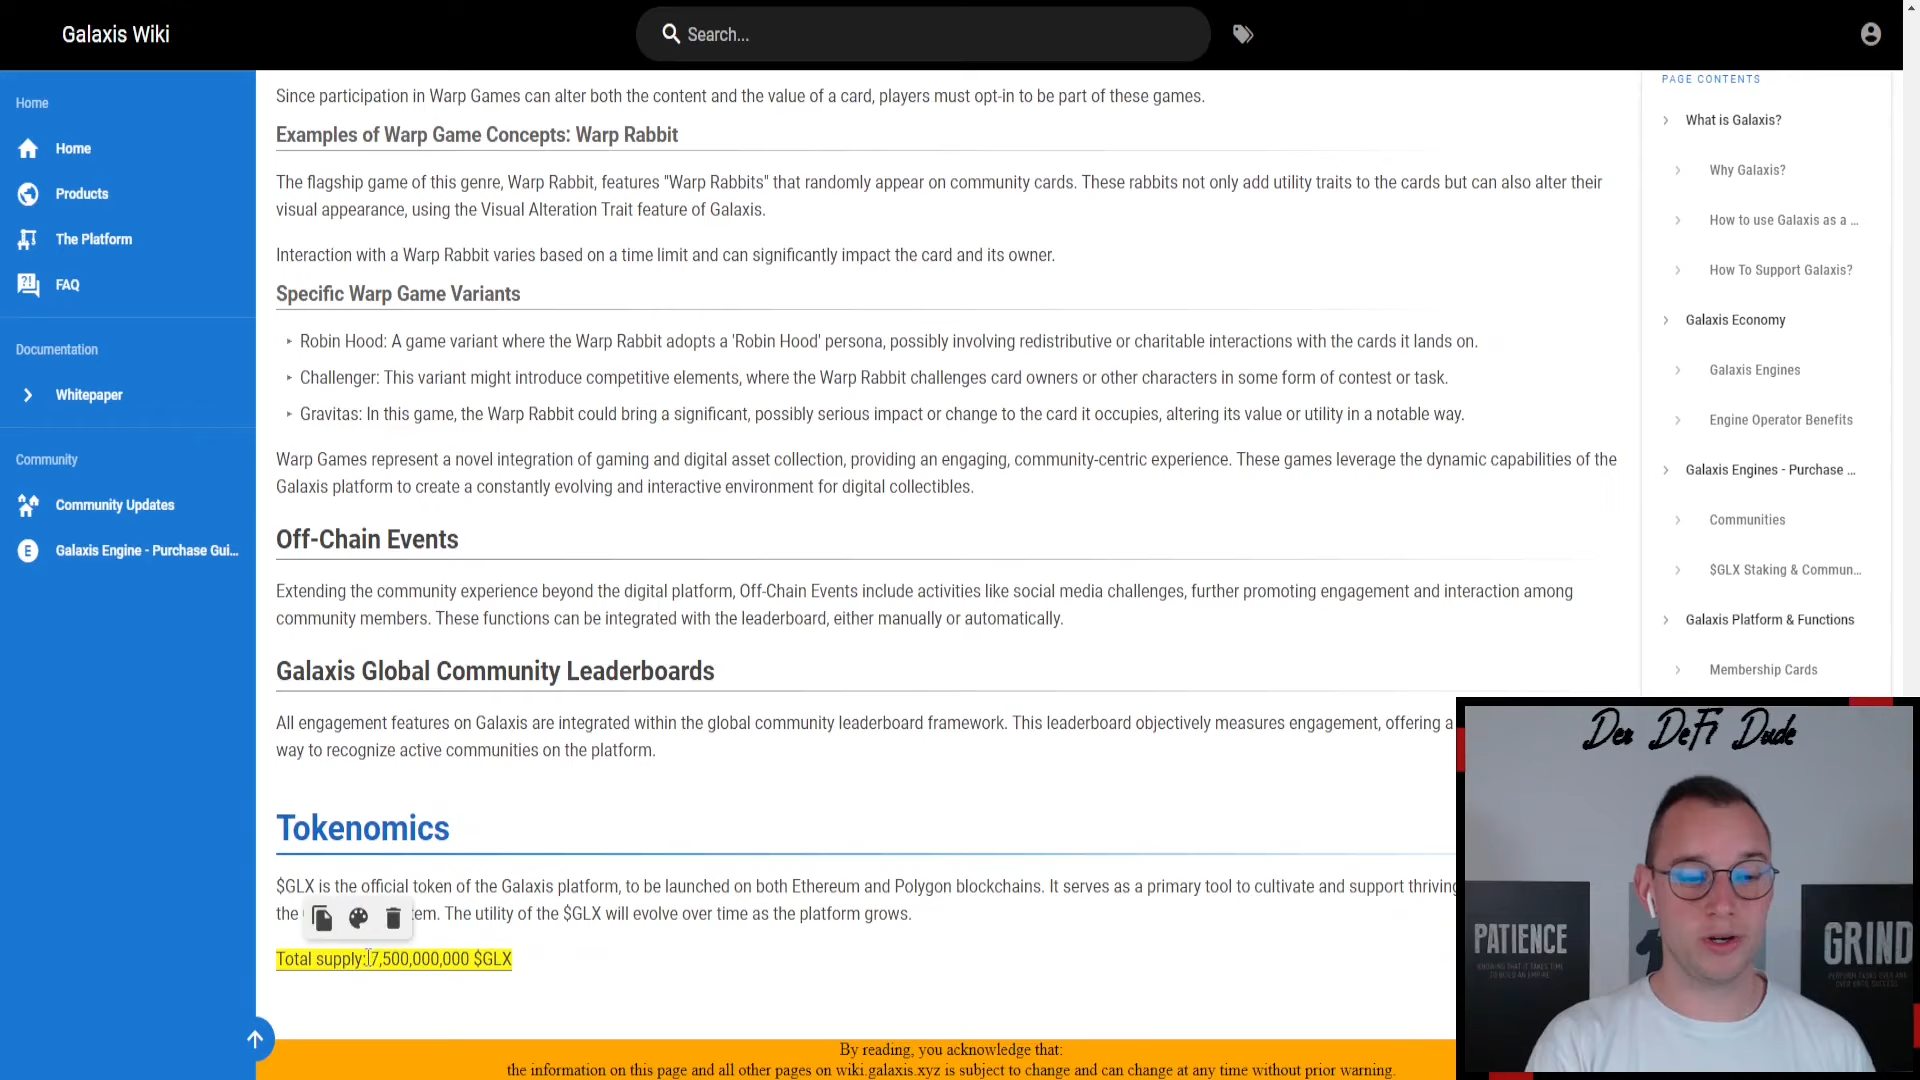 Galaxis Wiki
Search...
Home
Home
Products
The Platform
FAQ
Documentation
Whitepaper
Community
Community Updates
E
Galaxis Engine - Purchase Gui...
Since participation in Warp Games can alter both the content and the value of a card, players must opt-in to be part of these games.
Examples of Warp Game Concepts: Warp Rabbit
The flagship game of this genre, Warp Rabbit, features "Warp Rabbits" that randomly appear on community cards. These rabbits not only add utility traits to the cards but can also alter their
visual appearance, using the Visual Alteration Trait feature of Galaxis.
Interaction with a Warp Rabbit varies based on a time limit and can significantly impact the card and its owner.
Specific Warp Game Variants
Robin Hood: A game variant where the Warp Rabbit adopts a 'Robin Hood' persona, possibly involving redistributive or charitable interactions with the cards it lands on.
Challenger: This variant might introduce competitive elements, where the Warp Rabbit challenges card owners or other characters in some form of contest or task.
Gravitas: In this game, the Warp Rabbit could bring a significant, possibly serious impact or change to the card it occupies, altering its value or utility in a notable way.
Warp Games represent a novel integration of gaming and digital asset collection, providing an engaging, community-centric experience. These games leverage the dynamic capabilities of the
Galaxis platform to create a constantly evolving and interactive environment for digital collectibles.
Off-Chain Events
Extending the community experience beyond the digital platform, Off-Chain Events include activities like social media challenges, further promoting engagement and interaction among
community members. These functions can be integrated with the leaderboard, either manually or automatically.
Galaxis Global Community Leaderboards
All engagement features on Galaxis are integrated within the global community leaderboard framework. This leaderboard objectively measures engagement, offering a
way to recognize active communities on the platform.
Tokenomics
$GLX is the official token of the Galaxis platform, to be launched on both Ethereum and Polygon blockchains. It serves as a primary tool to cultivate and support thriving
the tem. The utility of the $GLX will evolve over time as the platform grows.
Total supply: 7,500,000,000 $GLX
By reading, you acknowledge that:
the information on this page and all other pages on wiki.galaxis.xyz is subject to change and can change at any time without prior warning.
PAGE CONTENTS
What is Galaxis?
Why Galaxis?
How to use Galaxis as a ...
How To Support Galaxis?
Galaxis Economy
Galaxis Engines
Engine Operator Benefits
Galaxis Engines - Purchase ...
Communities
$GLX Staking & Commun...
Galaxis Platform & Functions
Membership Cards
Der DeFi Dude
PATIENCE
KNOWING THAT IT TAKES TIME
TO BUILD AN EMPIRE
GRIND